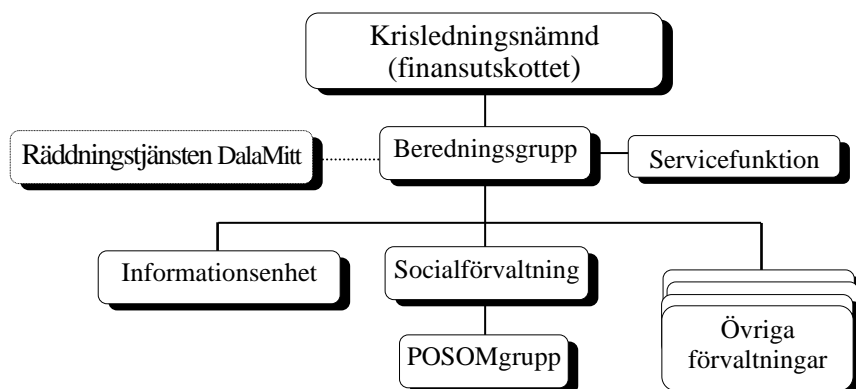 Krisledningsnämnd
(finansutskottet)
Räddningstjänsten DalaMitt
Beredningsgrupp
Servicefunktion
Informationsenhet
Socialförvaltning
POSOMgrupp
Övriga
förvaltningar